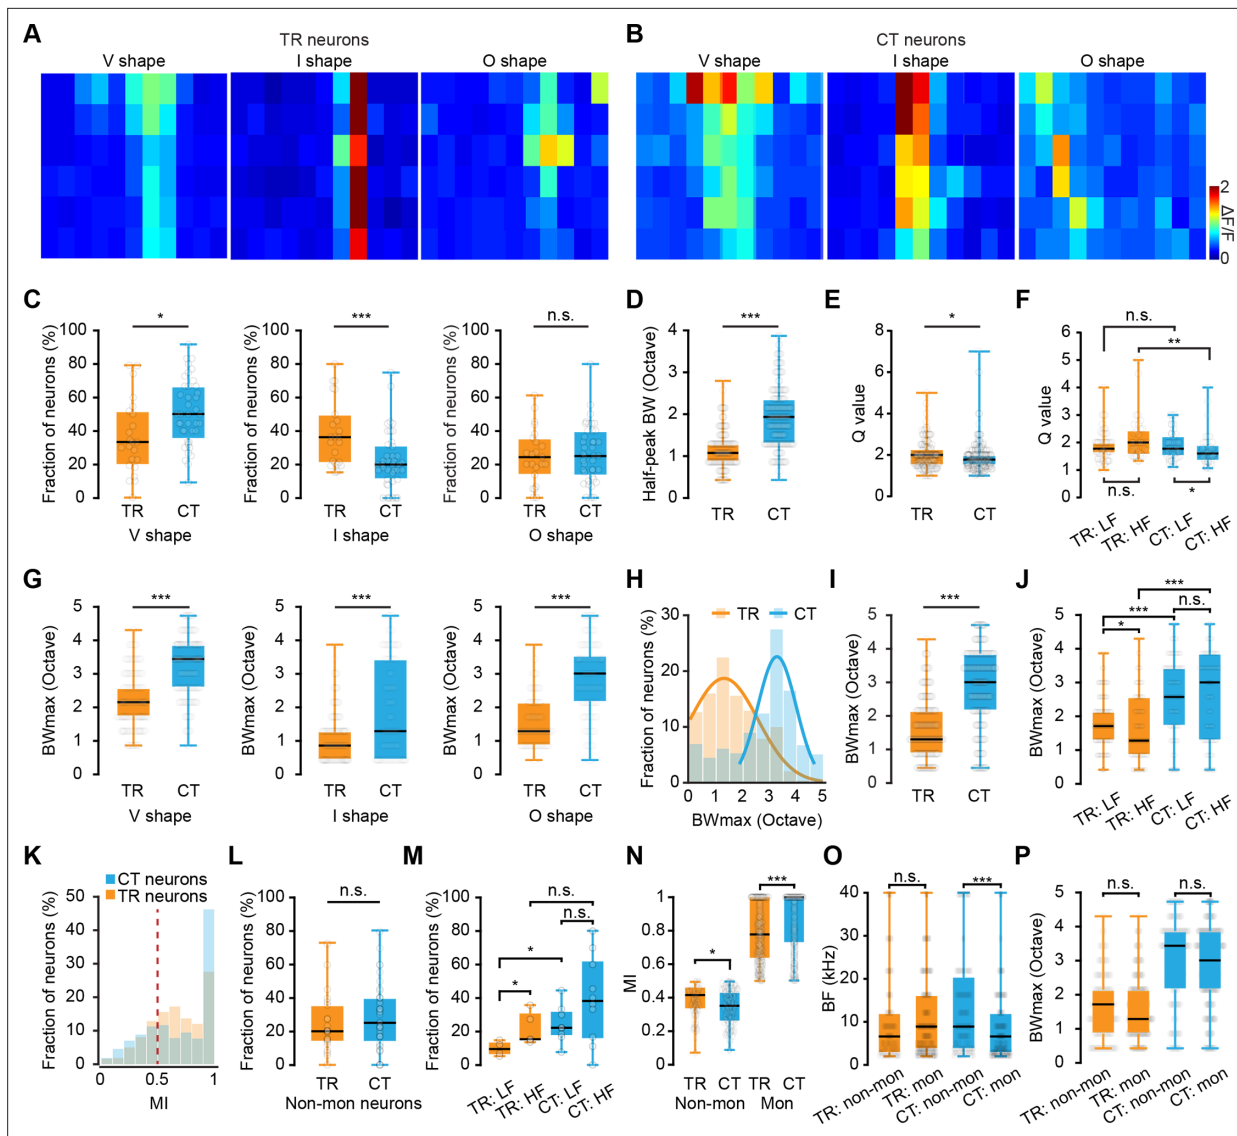 A
TR neurons
V shape
I shape
O shape
B
CT neurons
V shape
I shape
O shape
2
ΔF/F
0
C
Fraction of neurons (%)
100
80
60
40
20
0
*
TR
CT
V shape
Fraction of neurons (%)
100
80
60
40
20
0
***
TR
CT
I shape
Fraction of neurons (%)
100
80
60
40
20
0
n.s.
TR
CT
O shape
D
Half-peak BW (Octave)
4
3
2
1
0
***
TR
CT
E
Q value
8
6
4
2
0
*
TR
CT
F
Q value
6
5
4
3
2
1
0
n.s.
**
n.s.
*
TR: LF
TR: HF
CT: LF
CT: HF
G
BWmax (Octave)
5
4
3
2
1
0
***
TR
CT
V shape
BWmax (Octave)
5
4
3
2
1
0
***
TR
CT
I shape
BWmax (Octave)
5
4
3
2
1
0
***
TR
CT
O shape
H
Fraction of neurons (%)
30
20
10
0
TR
CT
0 1 2 3 4 5
BWmax (Octave)
I
BWmax (Octave)
5
4
3
2
1
0
***
TR
CT
J
BWmax (Octave)
5
4
3
2
1
0
***
***
n.s.
*
TR: LF
TR: HF
CT: LF
CT: HF
K
Fraction of neurons (%)
50
40
30
20
10
0
CT neurons
TR neurons
0 0.5 1
MI
L
Fraction of neurons (%)
100
80
60
40
20
0
n.s.
TR
CT
Non-mon neurons
M
Fraction of neurons (%)
100
80
60
40
20
0
n.s.
n.s.
*
*
TR: LF
TR: HF
CT: LF
CT: HF
N
MI
1
0.8
0.6
0.4
0.2
0
***
*
TR CT TR CT
Non-mon Mon
O
BF (kHz)
40
30
20
10
0
n.s.
***
TR: non-mon
TR: mon
CT: non-mon
CT: mon
P
BWmax (Octave)
5
4
3
2
1
0
n.s.
n.s.
TR: non-mon
TR: mon
CT: non-mon
CT: mon